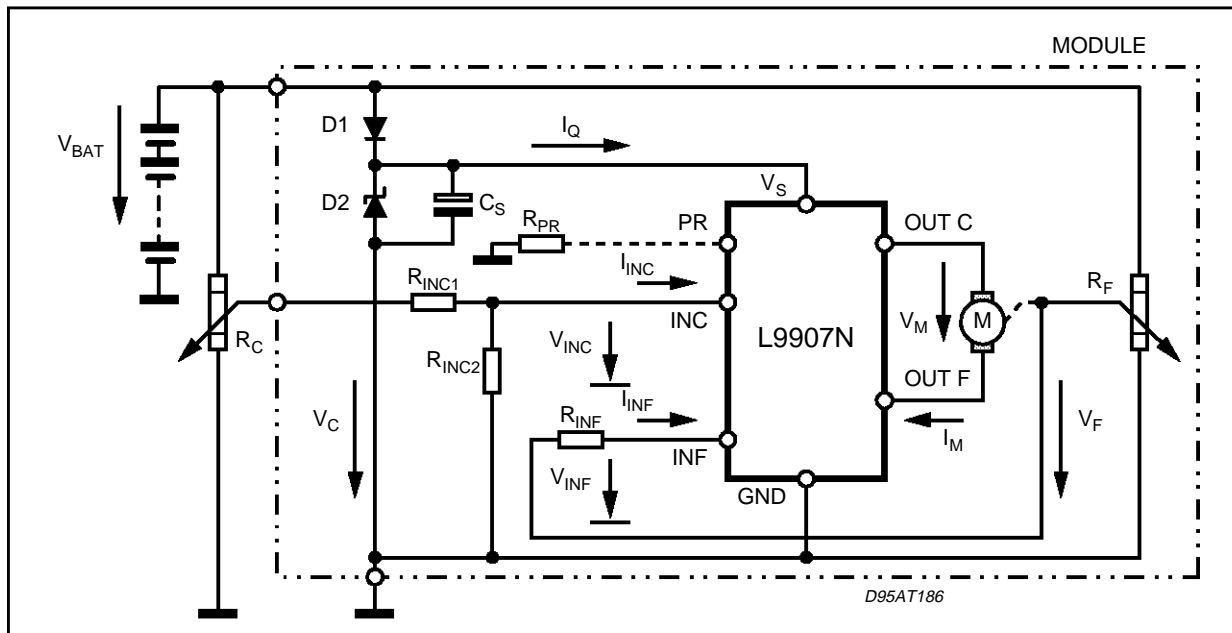 MODULE
D1
I_Q
V_BAT
V_S
D2
C_S
R_PR
PR
OUT C
I_INC
R_INC1
R_F
INC
L9907N
V_M
M
R_C
V_INC
R_INC2
OUT F
I_INF
V_C
R_INF
V_F
INF
I_M
V_INF
GND
D95AT186